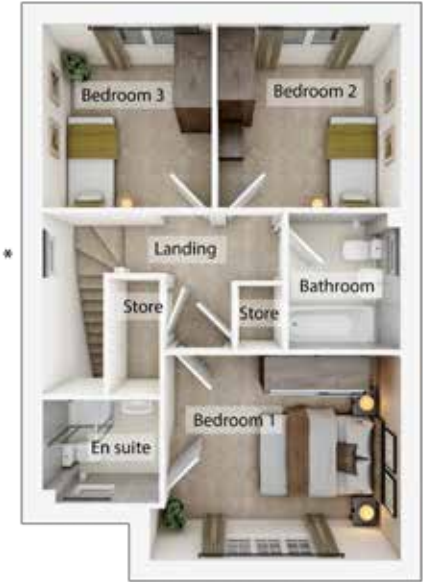 Bedroom 3
Bedroom 2
*
Landing
Store
Store
Bathroom
Bedroom 1
En suite